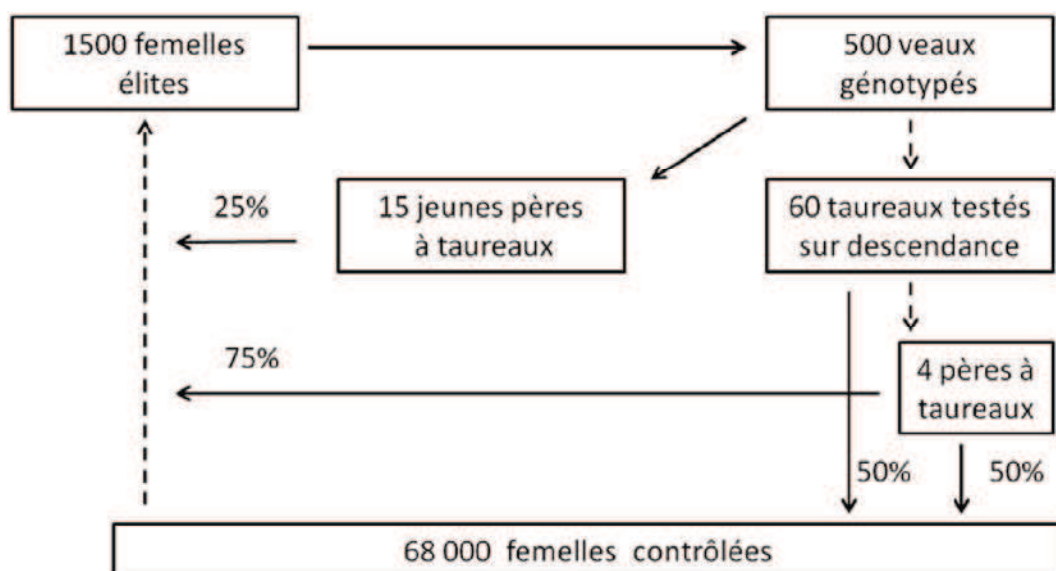 1500 femelles
élites
500 veaux
génotypés
25%
15 jeunes pères
à taureaux
60 taureaux testés
sur descendance
75%
4 pères à
taureaux
50%
50%
68 000 femelles contrôlées